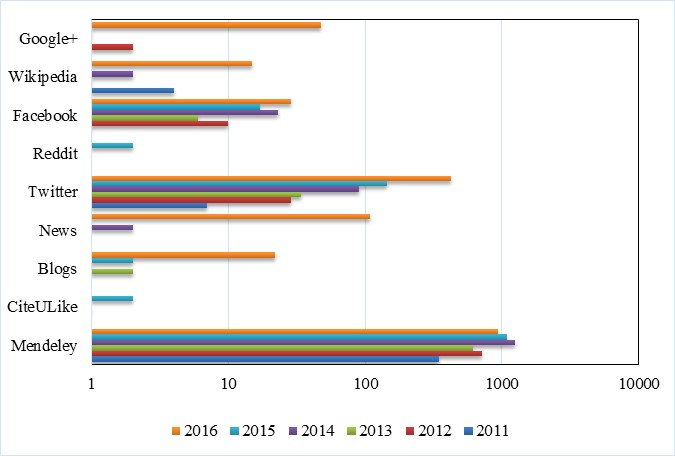 Google+
Wikipedia
Facebook
Reddit
Twitter
News
Blogs
CiteULike
Mendeley
1 10 100 1000 10000
2016 2015 2014 2013 2012 2011